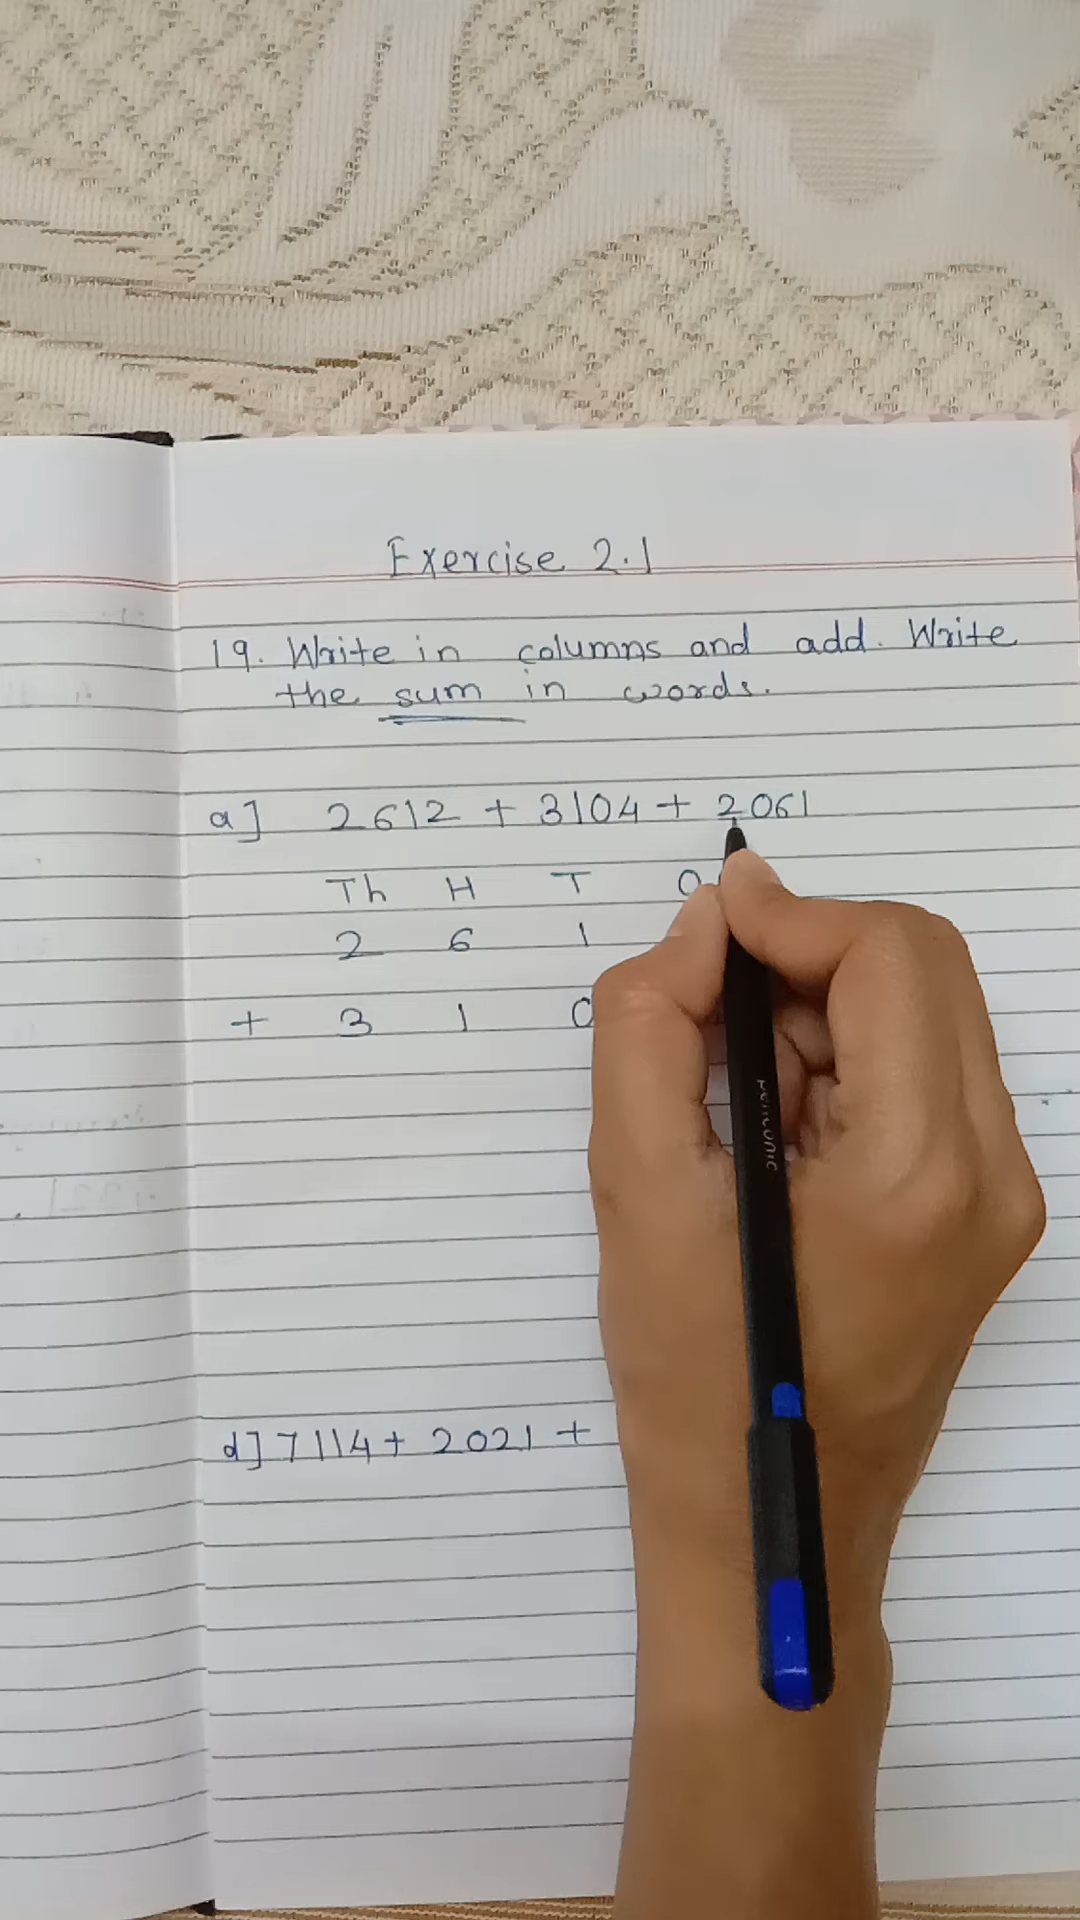 Exercise 2.1
19. Write in columns and add. Write
the sum in words.
a] 2612 + 3104 + 2061
Th H T O
2 6 1
+ 3 1 0
d] 7114 + 2021 +